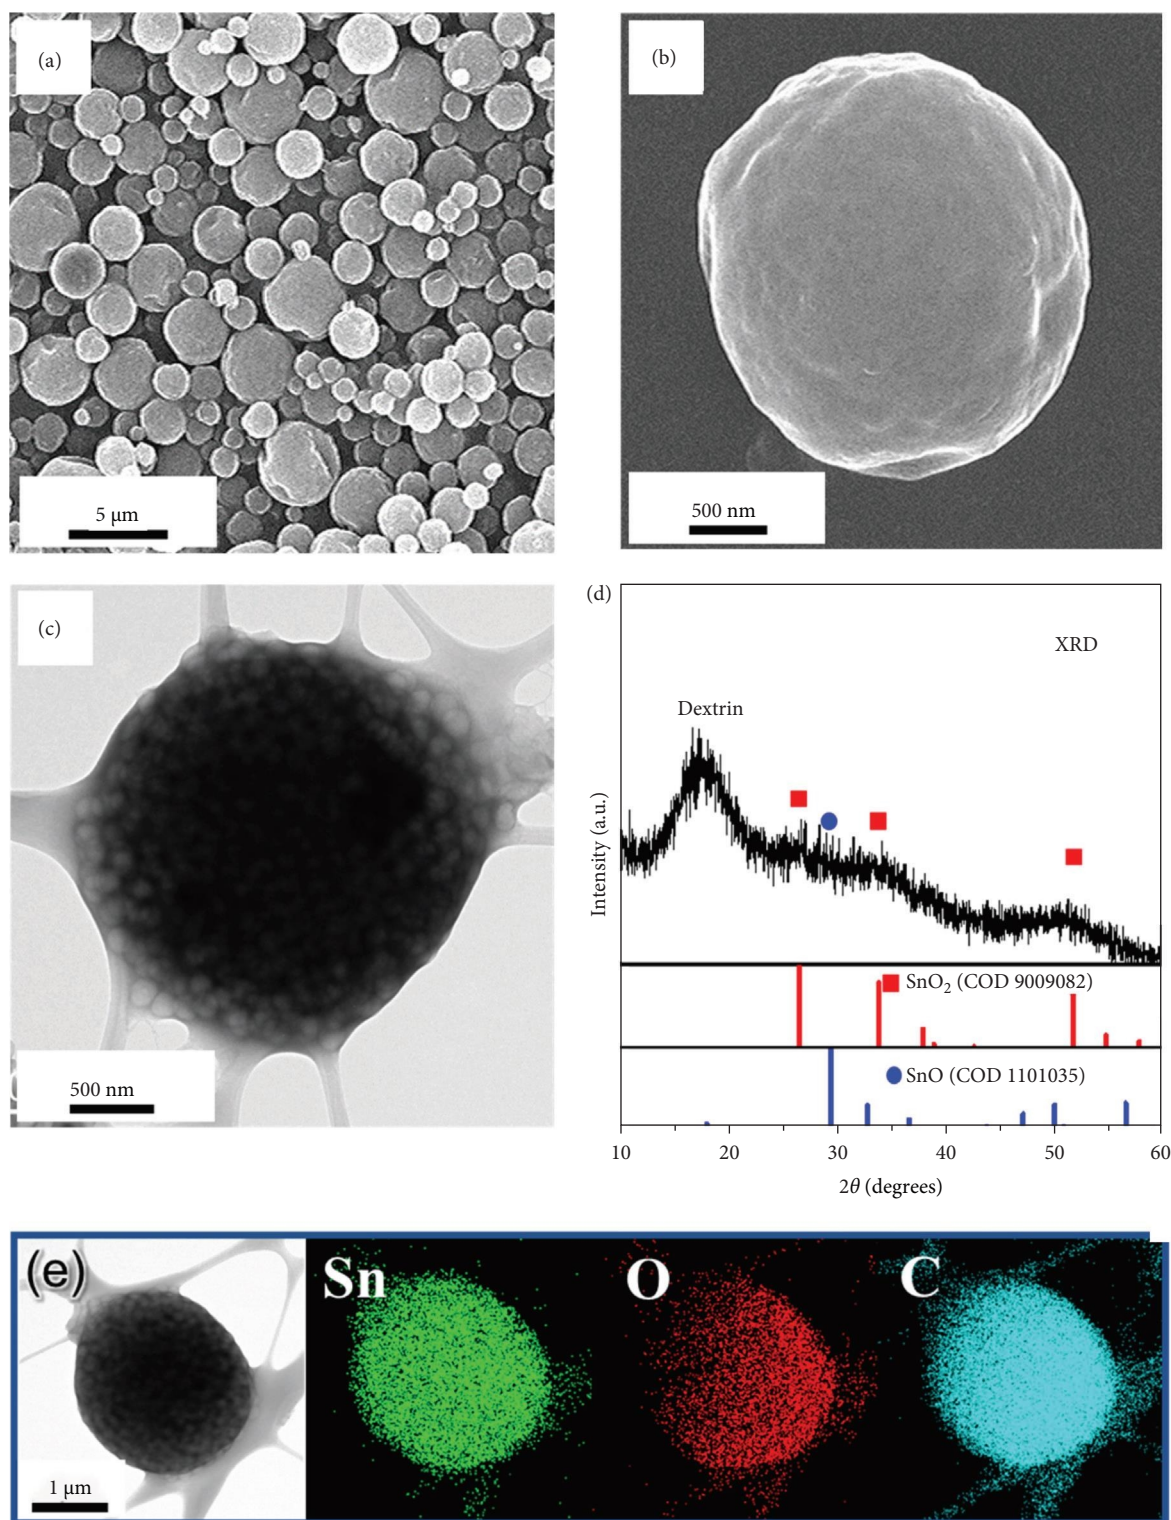 (a)
5 μm
(b)
500 nm
(c)
500 nm
(d)
XRD
Dextrin
Intensity (a.u.)
SnO₂ (COD 9009082)
SnO (COD 1101035)
10 20 30 40 50 60
2θ (degrees)
(e)
Sn
O
C
1 μm